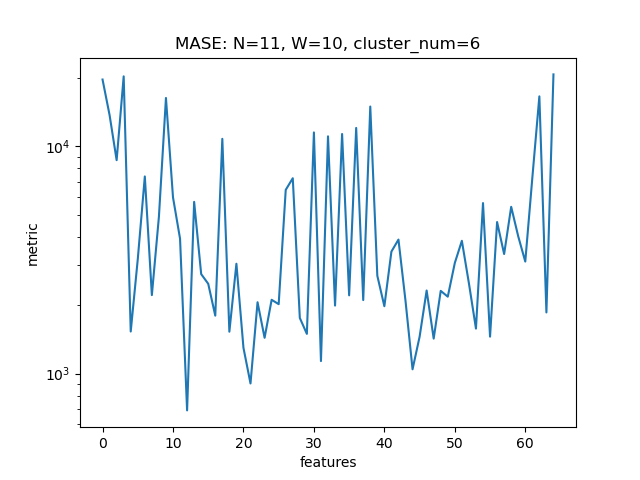 MASE: N=11, W=10, cluster_num=6
10⁴
10³
metric
0 10 20 30 40 50 60
features